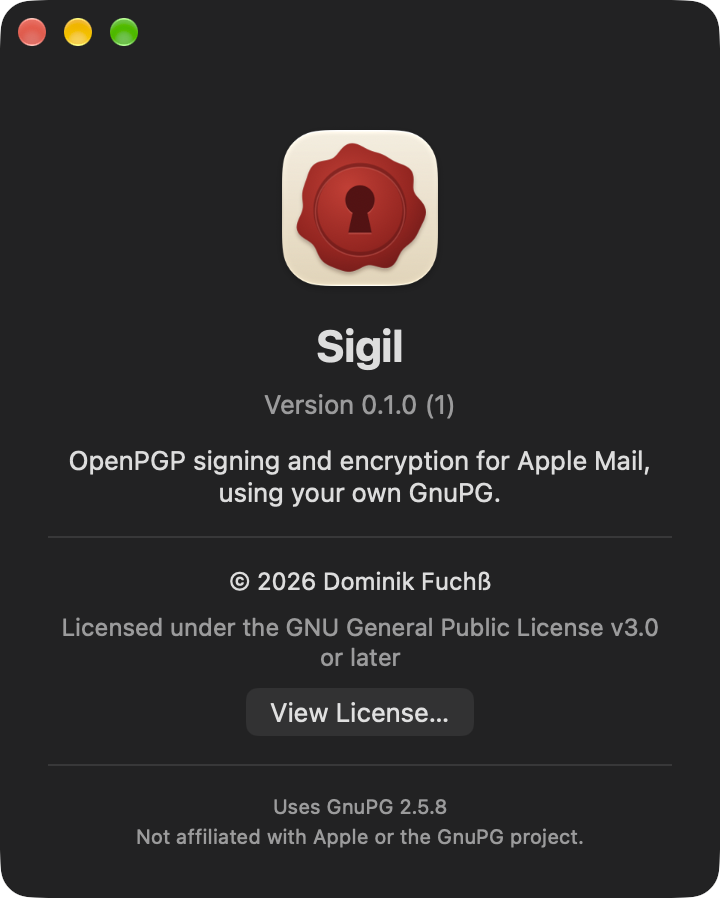 Sigil
Version 0.1.0 (1)
OpenPGP signing and encryption for Apple Mail,
using your own GnuPG.
© 2026 Dominik Fuchß
Licensed under the GNU General Public License v3.0
or later
View License...
Uses GnuPG 2.5.8
Not affiliated with Apple or the GnuPG project.